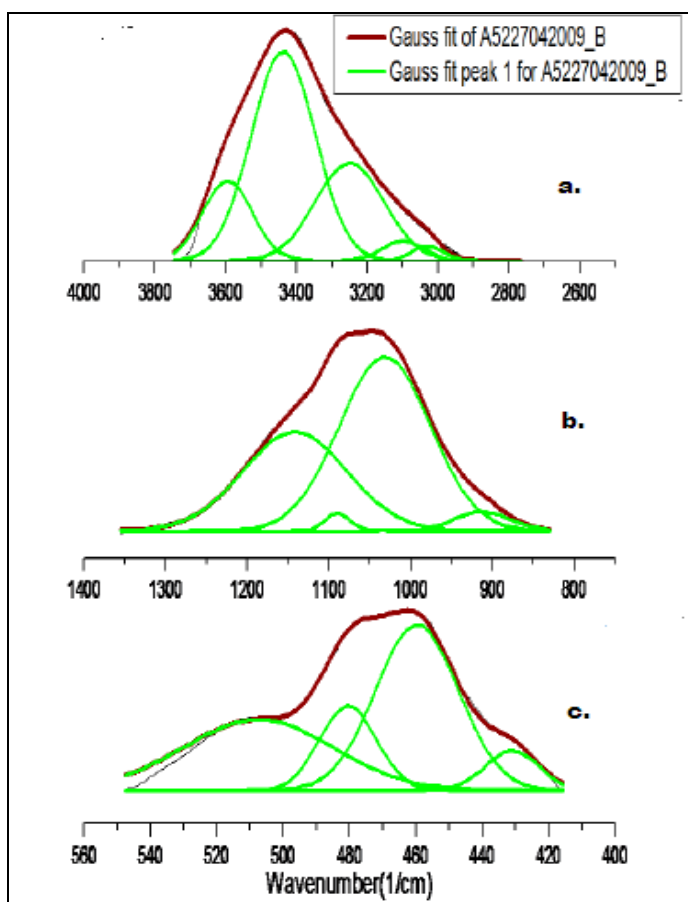 Gauss fit of A5227042009_B
Gauss fit peak 1 for A5227042009_B
a.
4000 3800 3600 3400 3200 3000 2800 2600
b.
1400 1200 1100 1000 900 800
c.
560 540 520 500 480 460 440 420 400
Wavenumber(1/cm)